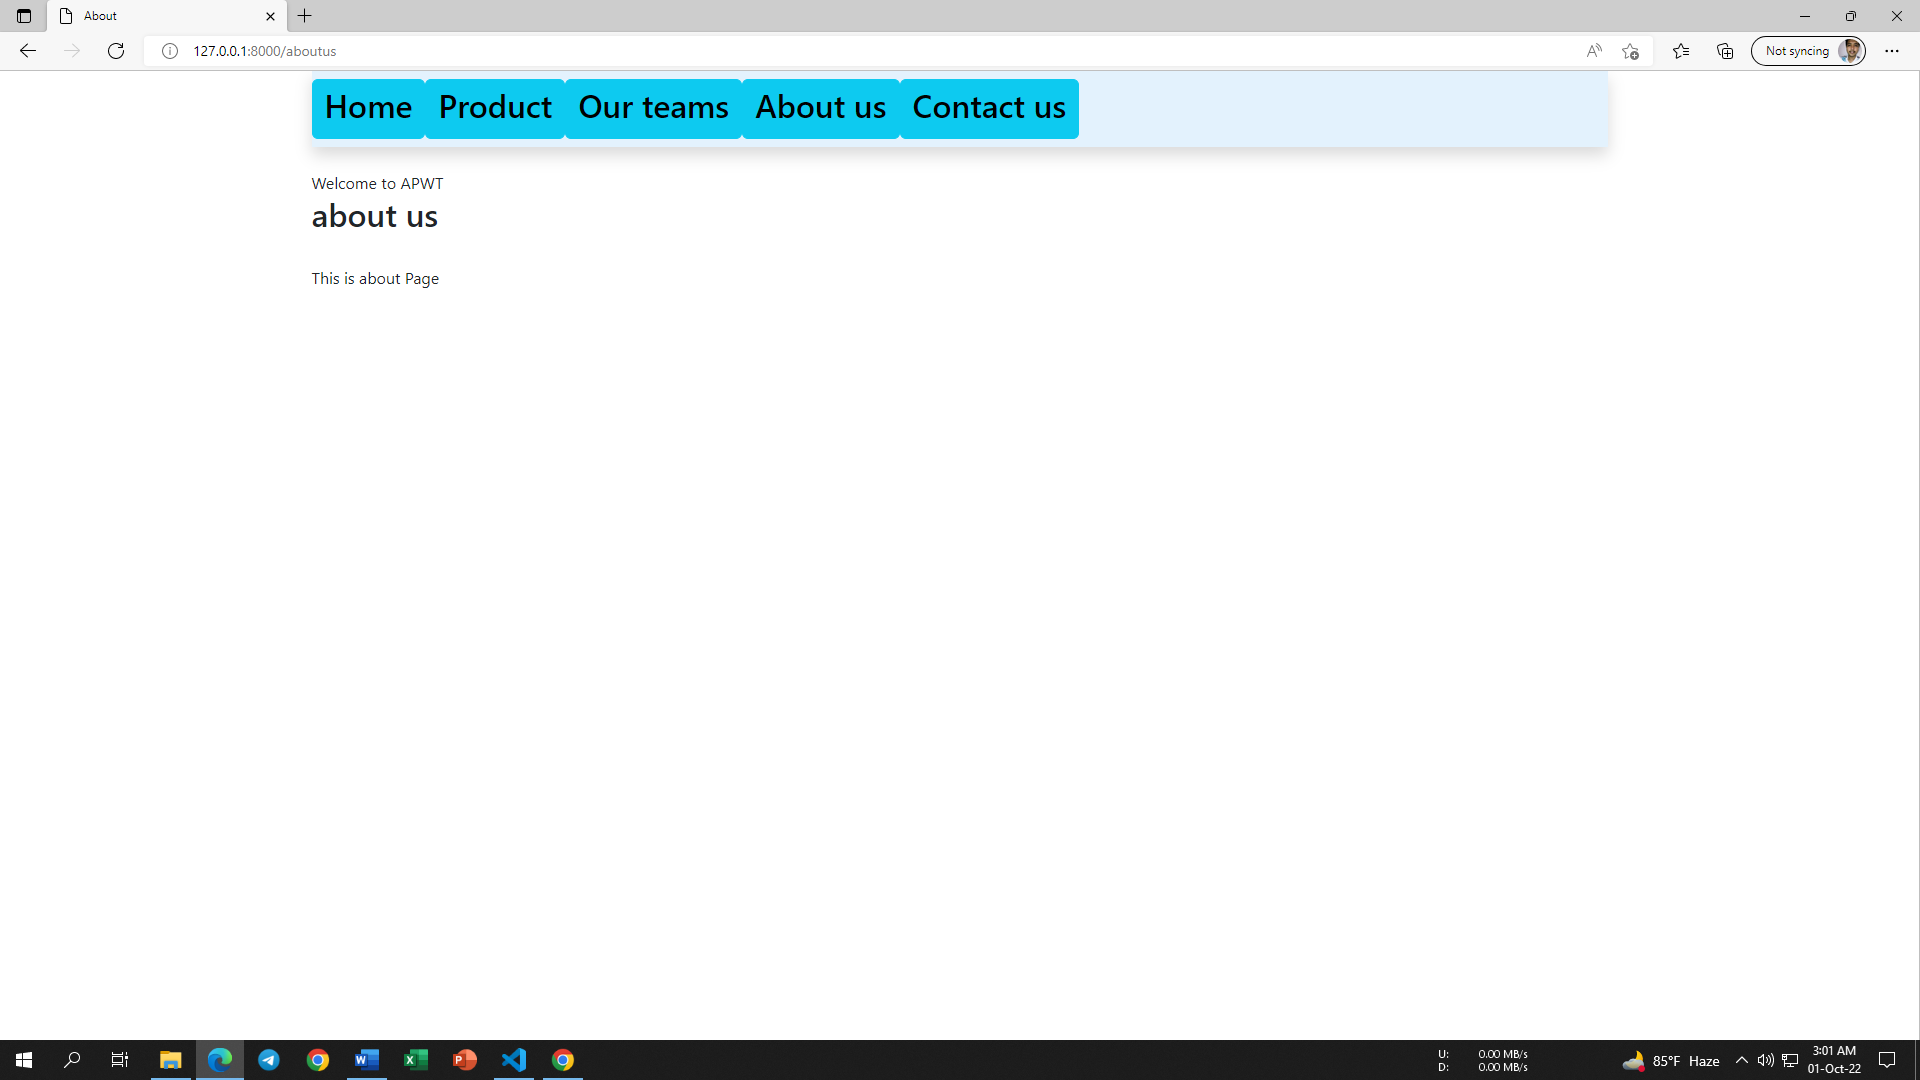 About
127.0.0.1:8000/aboutus
Not syncing
Home Product Our teams About us Contact us
Welcome to APWT
about us
This is about Page
U: 0.00 MB/s
D: 0.00 MB/s
85°F Haze
3:01 AM
01-Oct-22